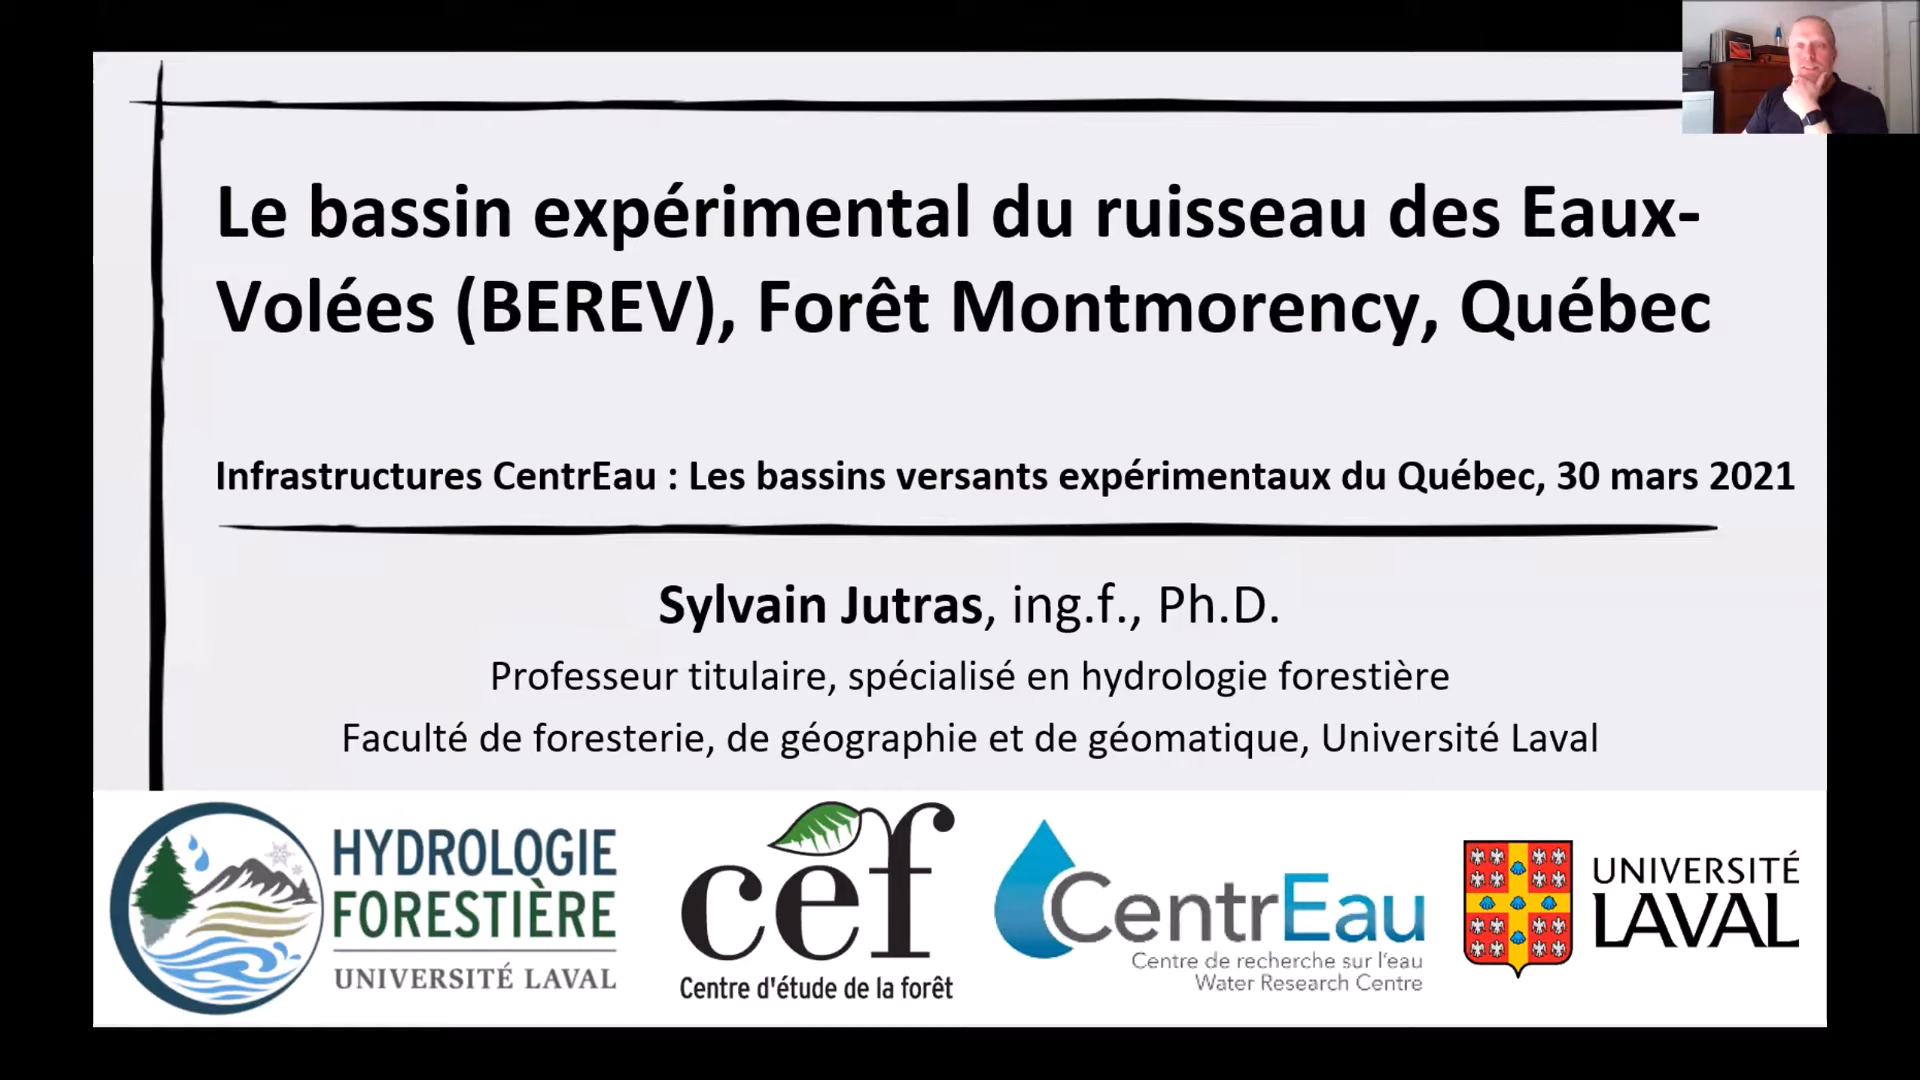 Le bassin expérimental du ruisseau des Eaux-
Volées (BEREV), Forêt Montmorency, Québec
Infrastructures CentrEau : Les bassins versants expérimentaux du Québec, 30 mars 2021
Sylvain Jutras, ing.f., Ph.D.
Professeur titulaire, spécialisé en hydrologie forestière
Faculté de foresterie, de géographie et de géomatique, Université Laval
HYDROLOGIE
FORESTIÈRE
UNIVERSITÉ LAVAL
cef
Centre d'étude de la forêt
CentrEau
Centre de recherche sur l'eau
Water Research Centre
UNIVERSITÉ
LAVAL